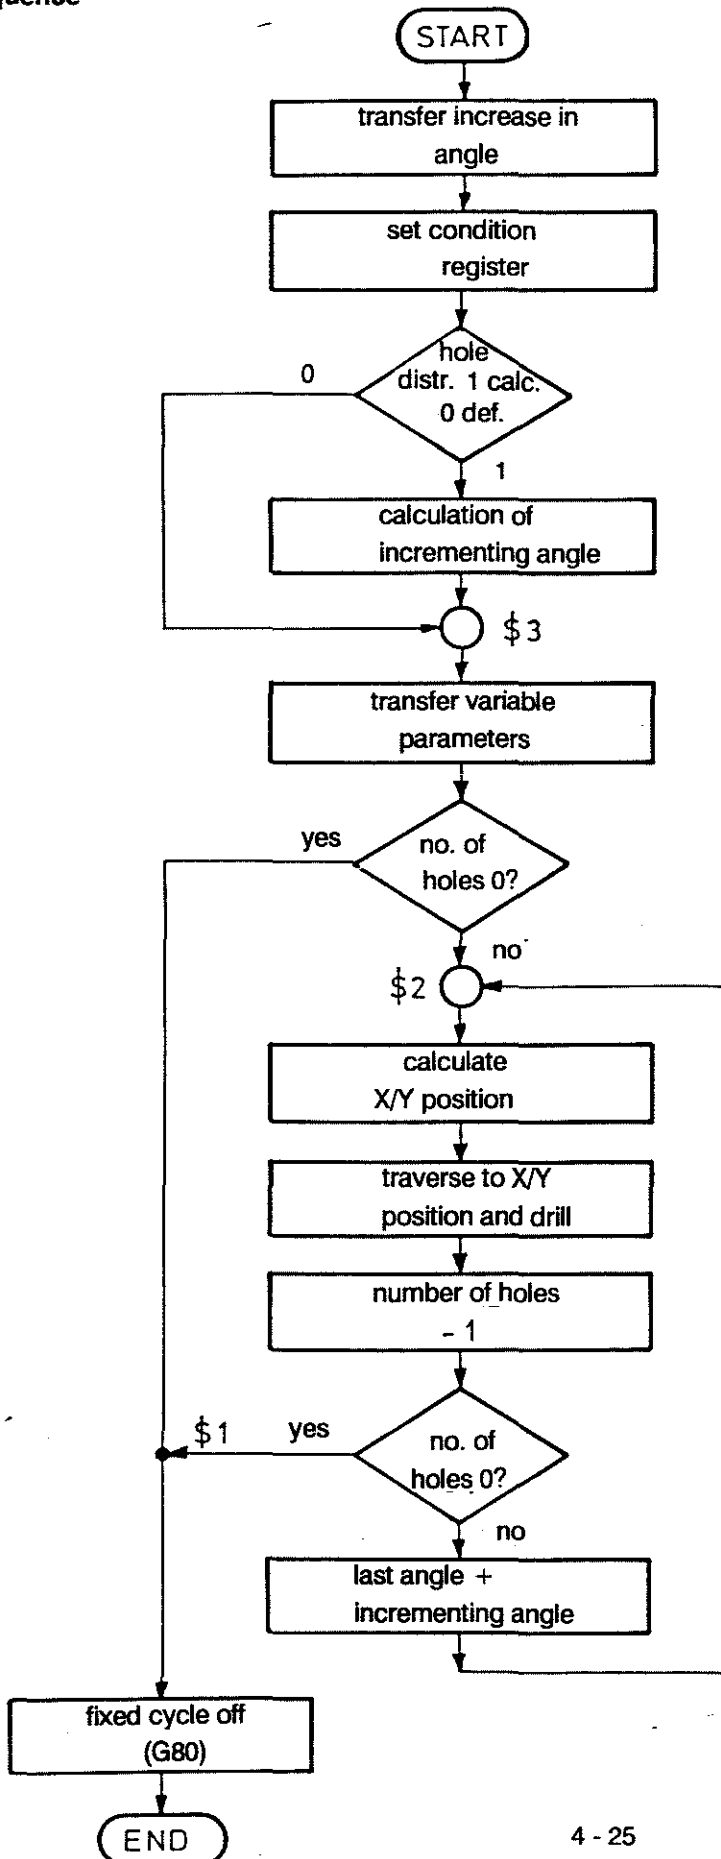 START
transfer increase in
angle
set condition
register
hole
distr. 1 calc.
0 def.
0
1
calculation of
incrementing angle
$3
transfer variable
parameters
yes
no. of
holes 0?
no
$2
calculate
X/Y position
traverse to X/Y
position and drill
number of holes
- 1
$1
yes
no. of
holes 0?
no
last angle +
incrementing angle
fixed cycle off
(G80)
END
4 - 25